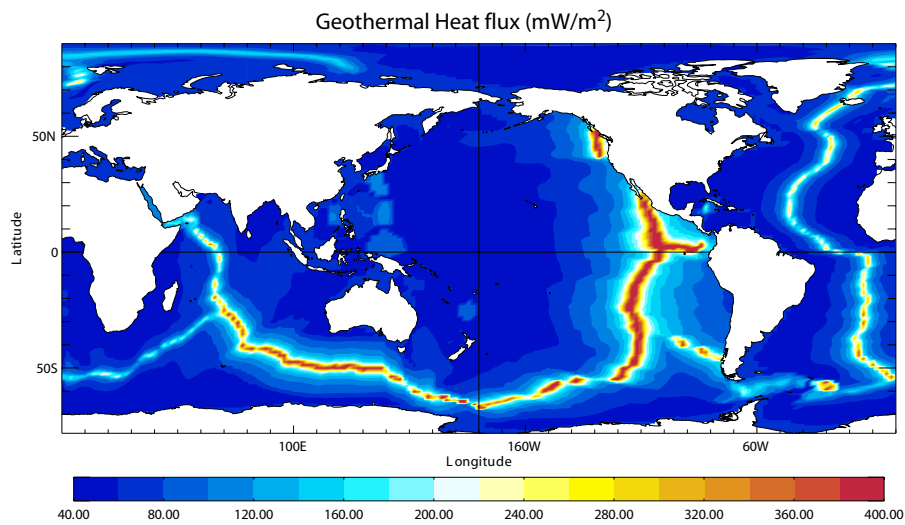 Geothermal Heat flux (mW/m²)
50N
0
50S
Latitude
100E
160W
60W
Longitude
40.00
80.00
120.00
160.00
200.00
240.00
280.00
320.00
360.00
400.00